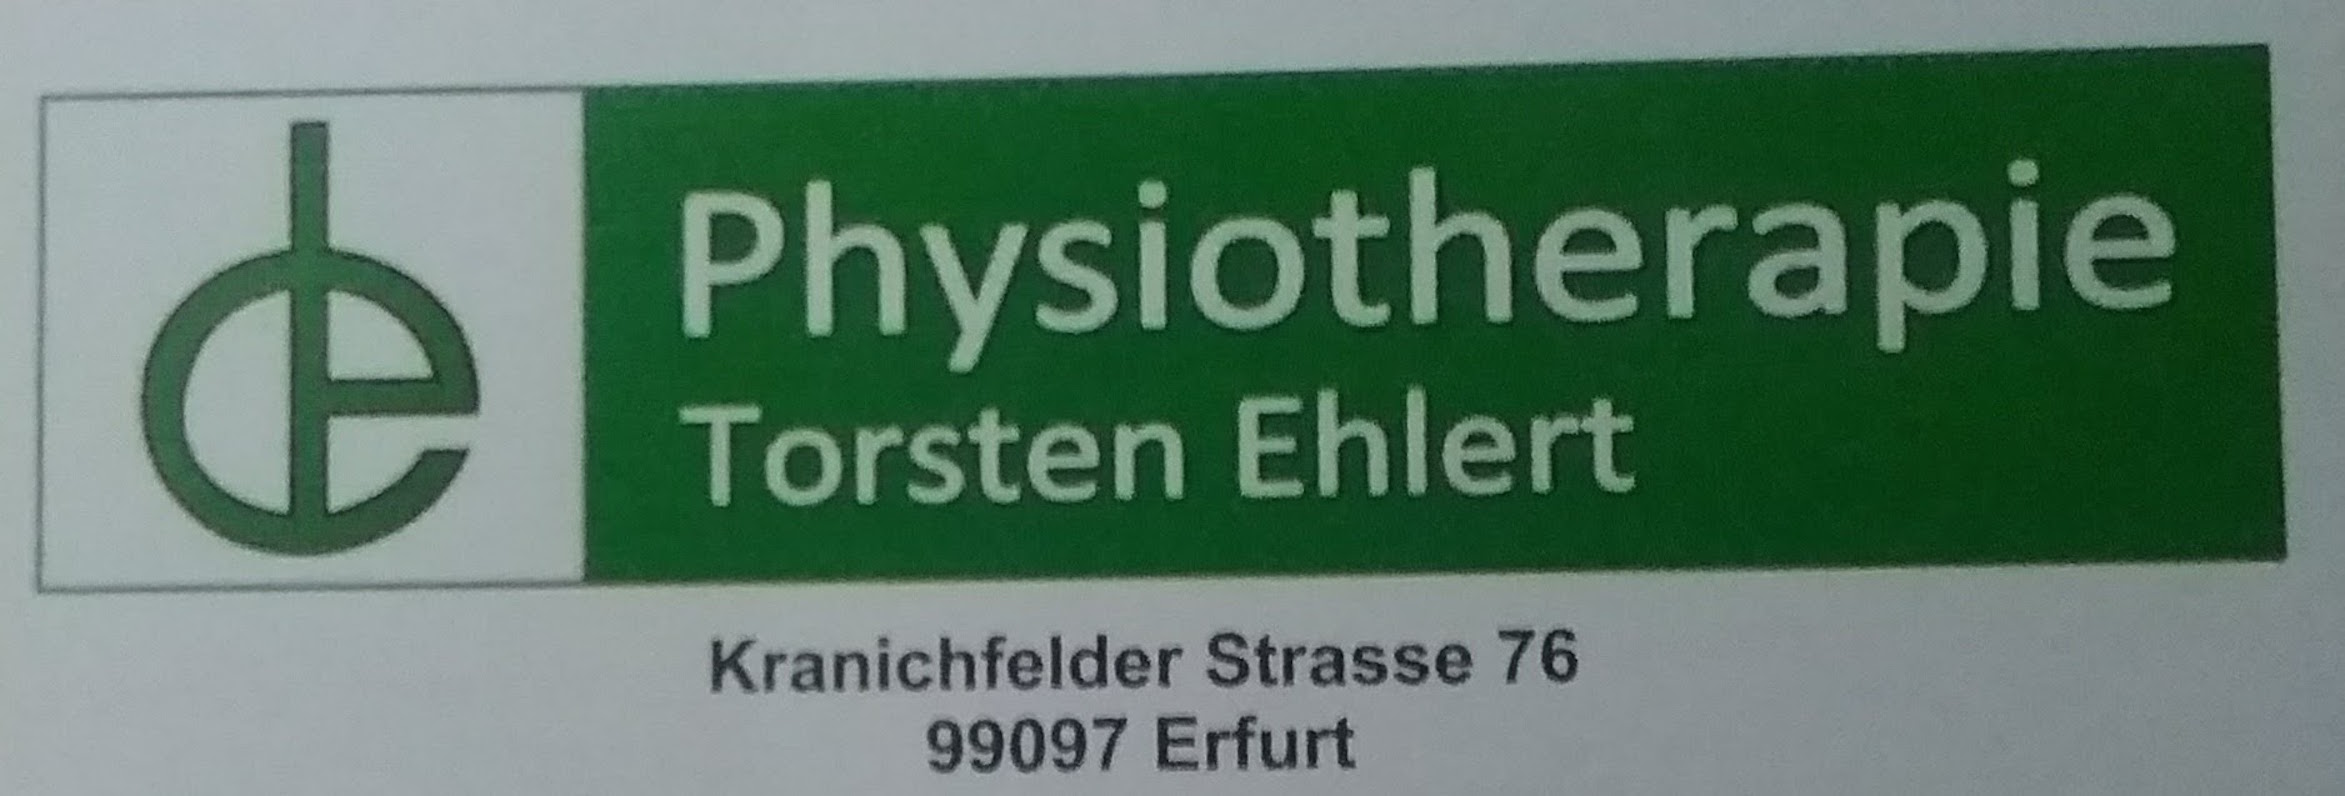 Physiotherapie
Torsten Ehlert
Kranichfelder Strasse 76
99097 Erfurt